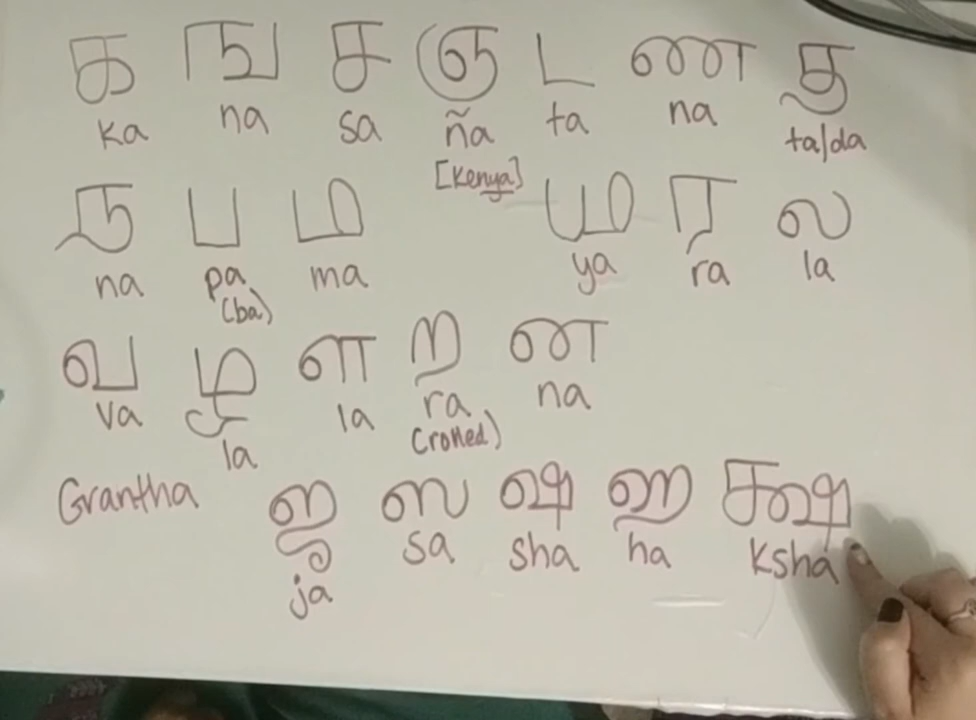 க ங ச ஞ ட ண த
ka na sa ña ta na ta/da
[Kenya]
ந ப ம ய ர ல
na pa ma ya ra la
(ba)
வ ழ ள ற ன
va la la ra na
(rolled)
Grantha ஜ ஸ ஷ ஹ க்ஷ
ja sa sha ha ksha